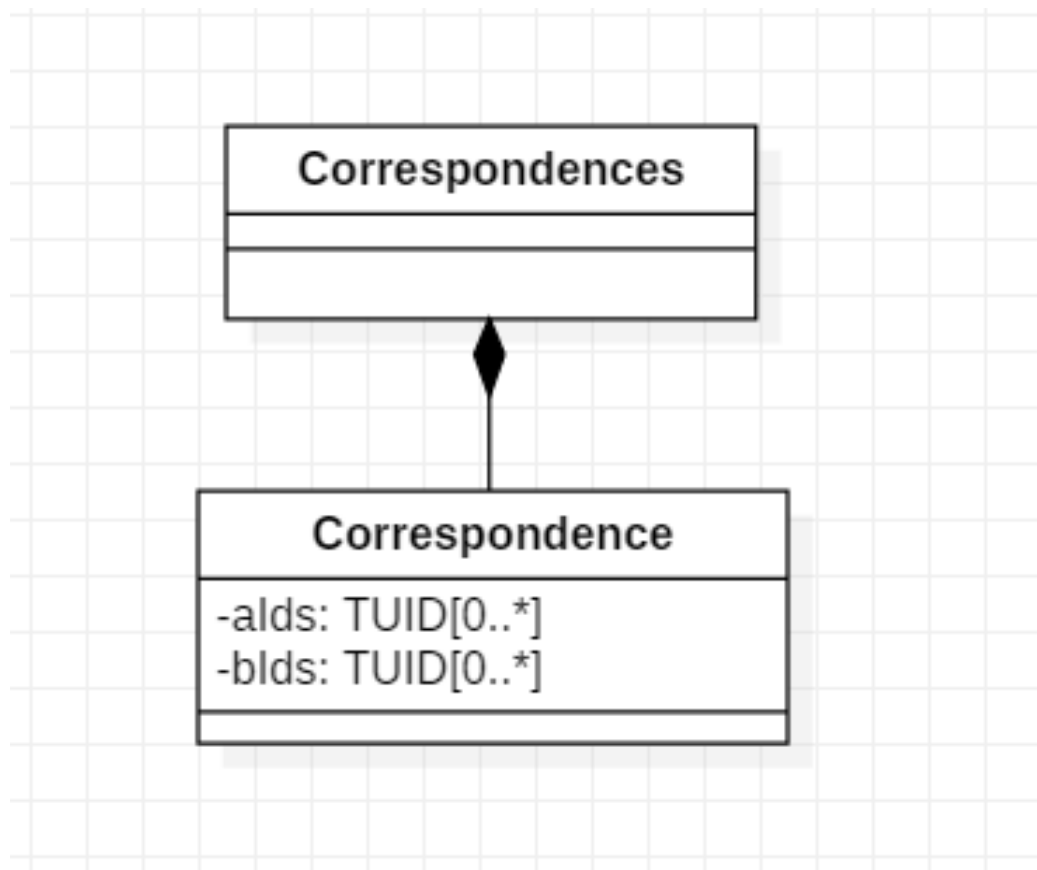 Correspondences
Correspondence
-aIds: TUID[0..*]
-bIds: TUID[0..*]